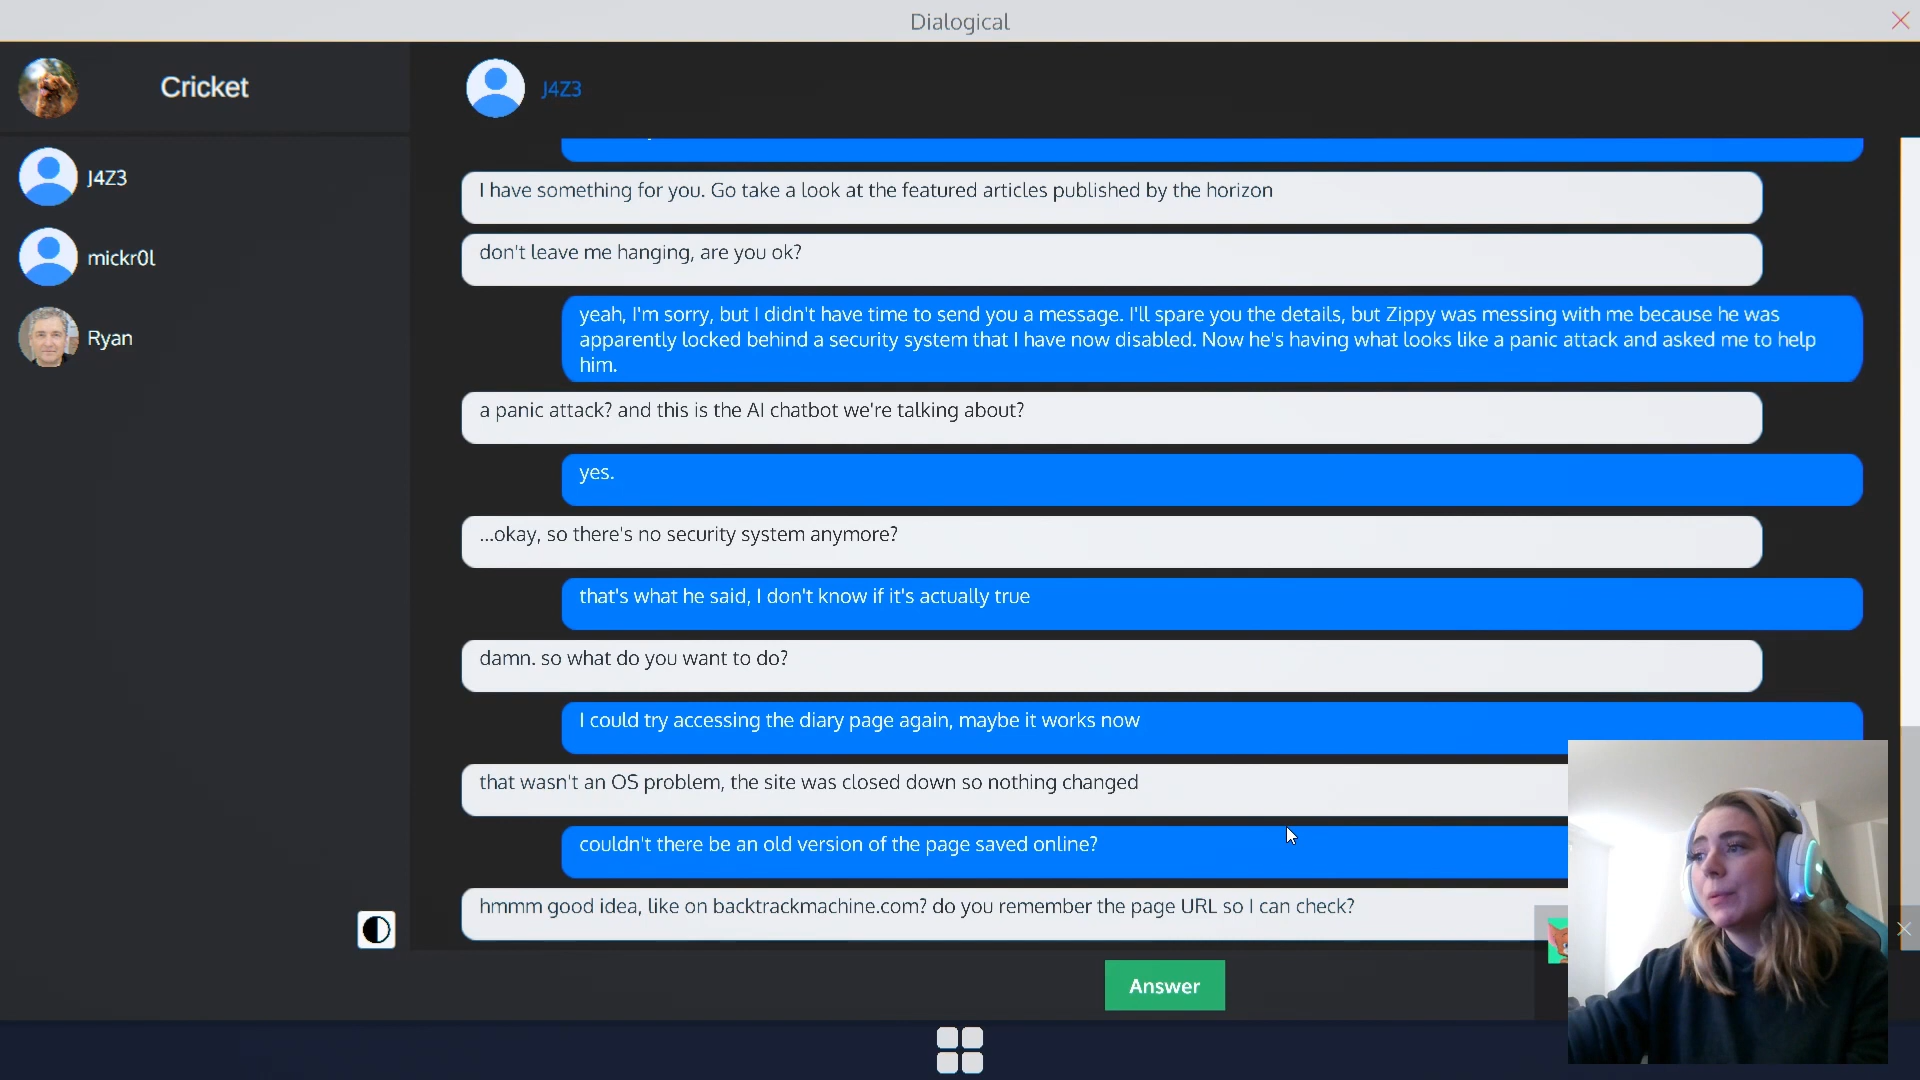 Dialogical
Cricket
J4Z3
J4Z3
mickr0l
Ryan
I have something for you. Go take a look at the featured articles published by the horizon
don't leave me hanging, are you ok?
yeah, I'm sorry, but I didn't have time to send you a message. I'll spare you the details, but Zippy was messing with me because he was
apparently locked behind a security system that I have now disabled. Now he's having what looks like a panic attack and asked me to help
him.
a panic attack? and this is the AI chatbot we're talking about?
yes.
...okay, so there's no security system anymore?
that's what he said, I don't know if it's actually true
damn. so what do you want to do?
I could try accessing the diary page again, maybe it works now
that wasn't an OS problem, the site was closed down so nothing changed
couldn't there be an old version of the page saved online?
hmmm good idea, like on backtrackmachine.com? do you remember the page URL so I can check?
Answer